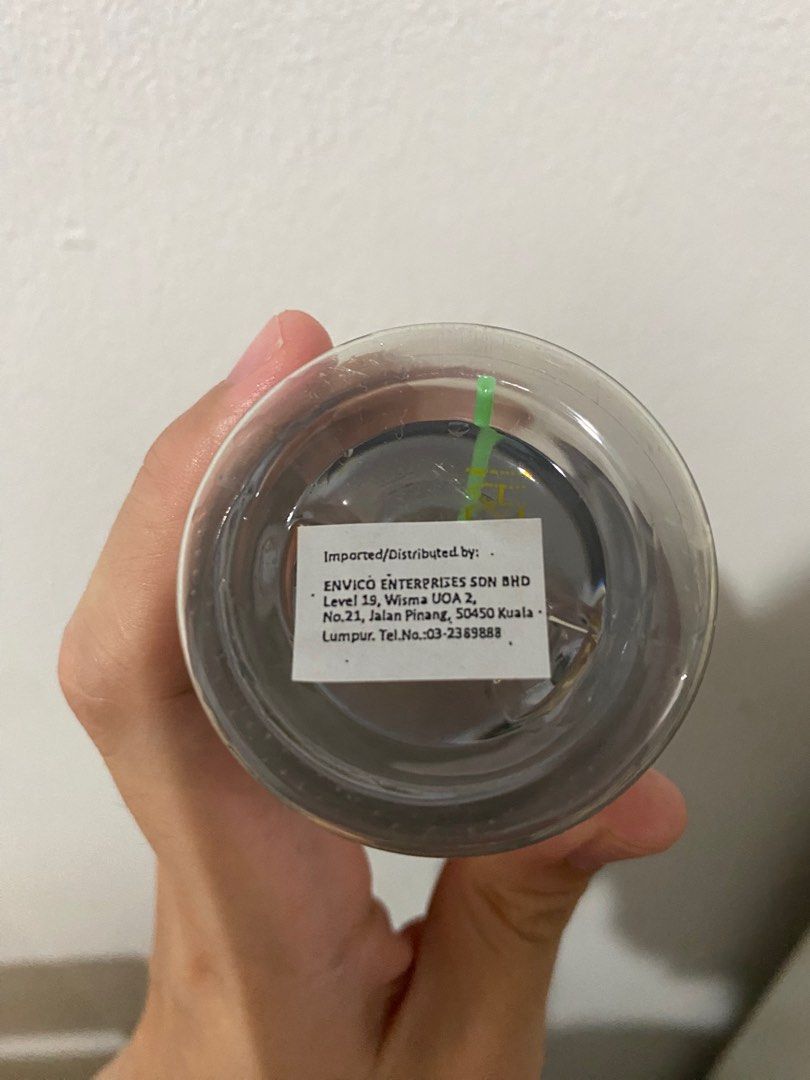 Imported/Distributed by:
ENVICO ENTERPRISES SDN BHD
Level 19, Wisma UOA 2,
No.21, Jalan Pinang, 50450 Kuala
Lumpur. Tel.No.:03-2389888